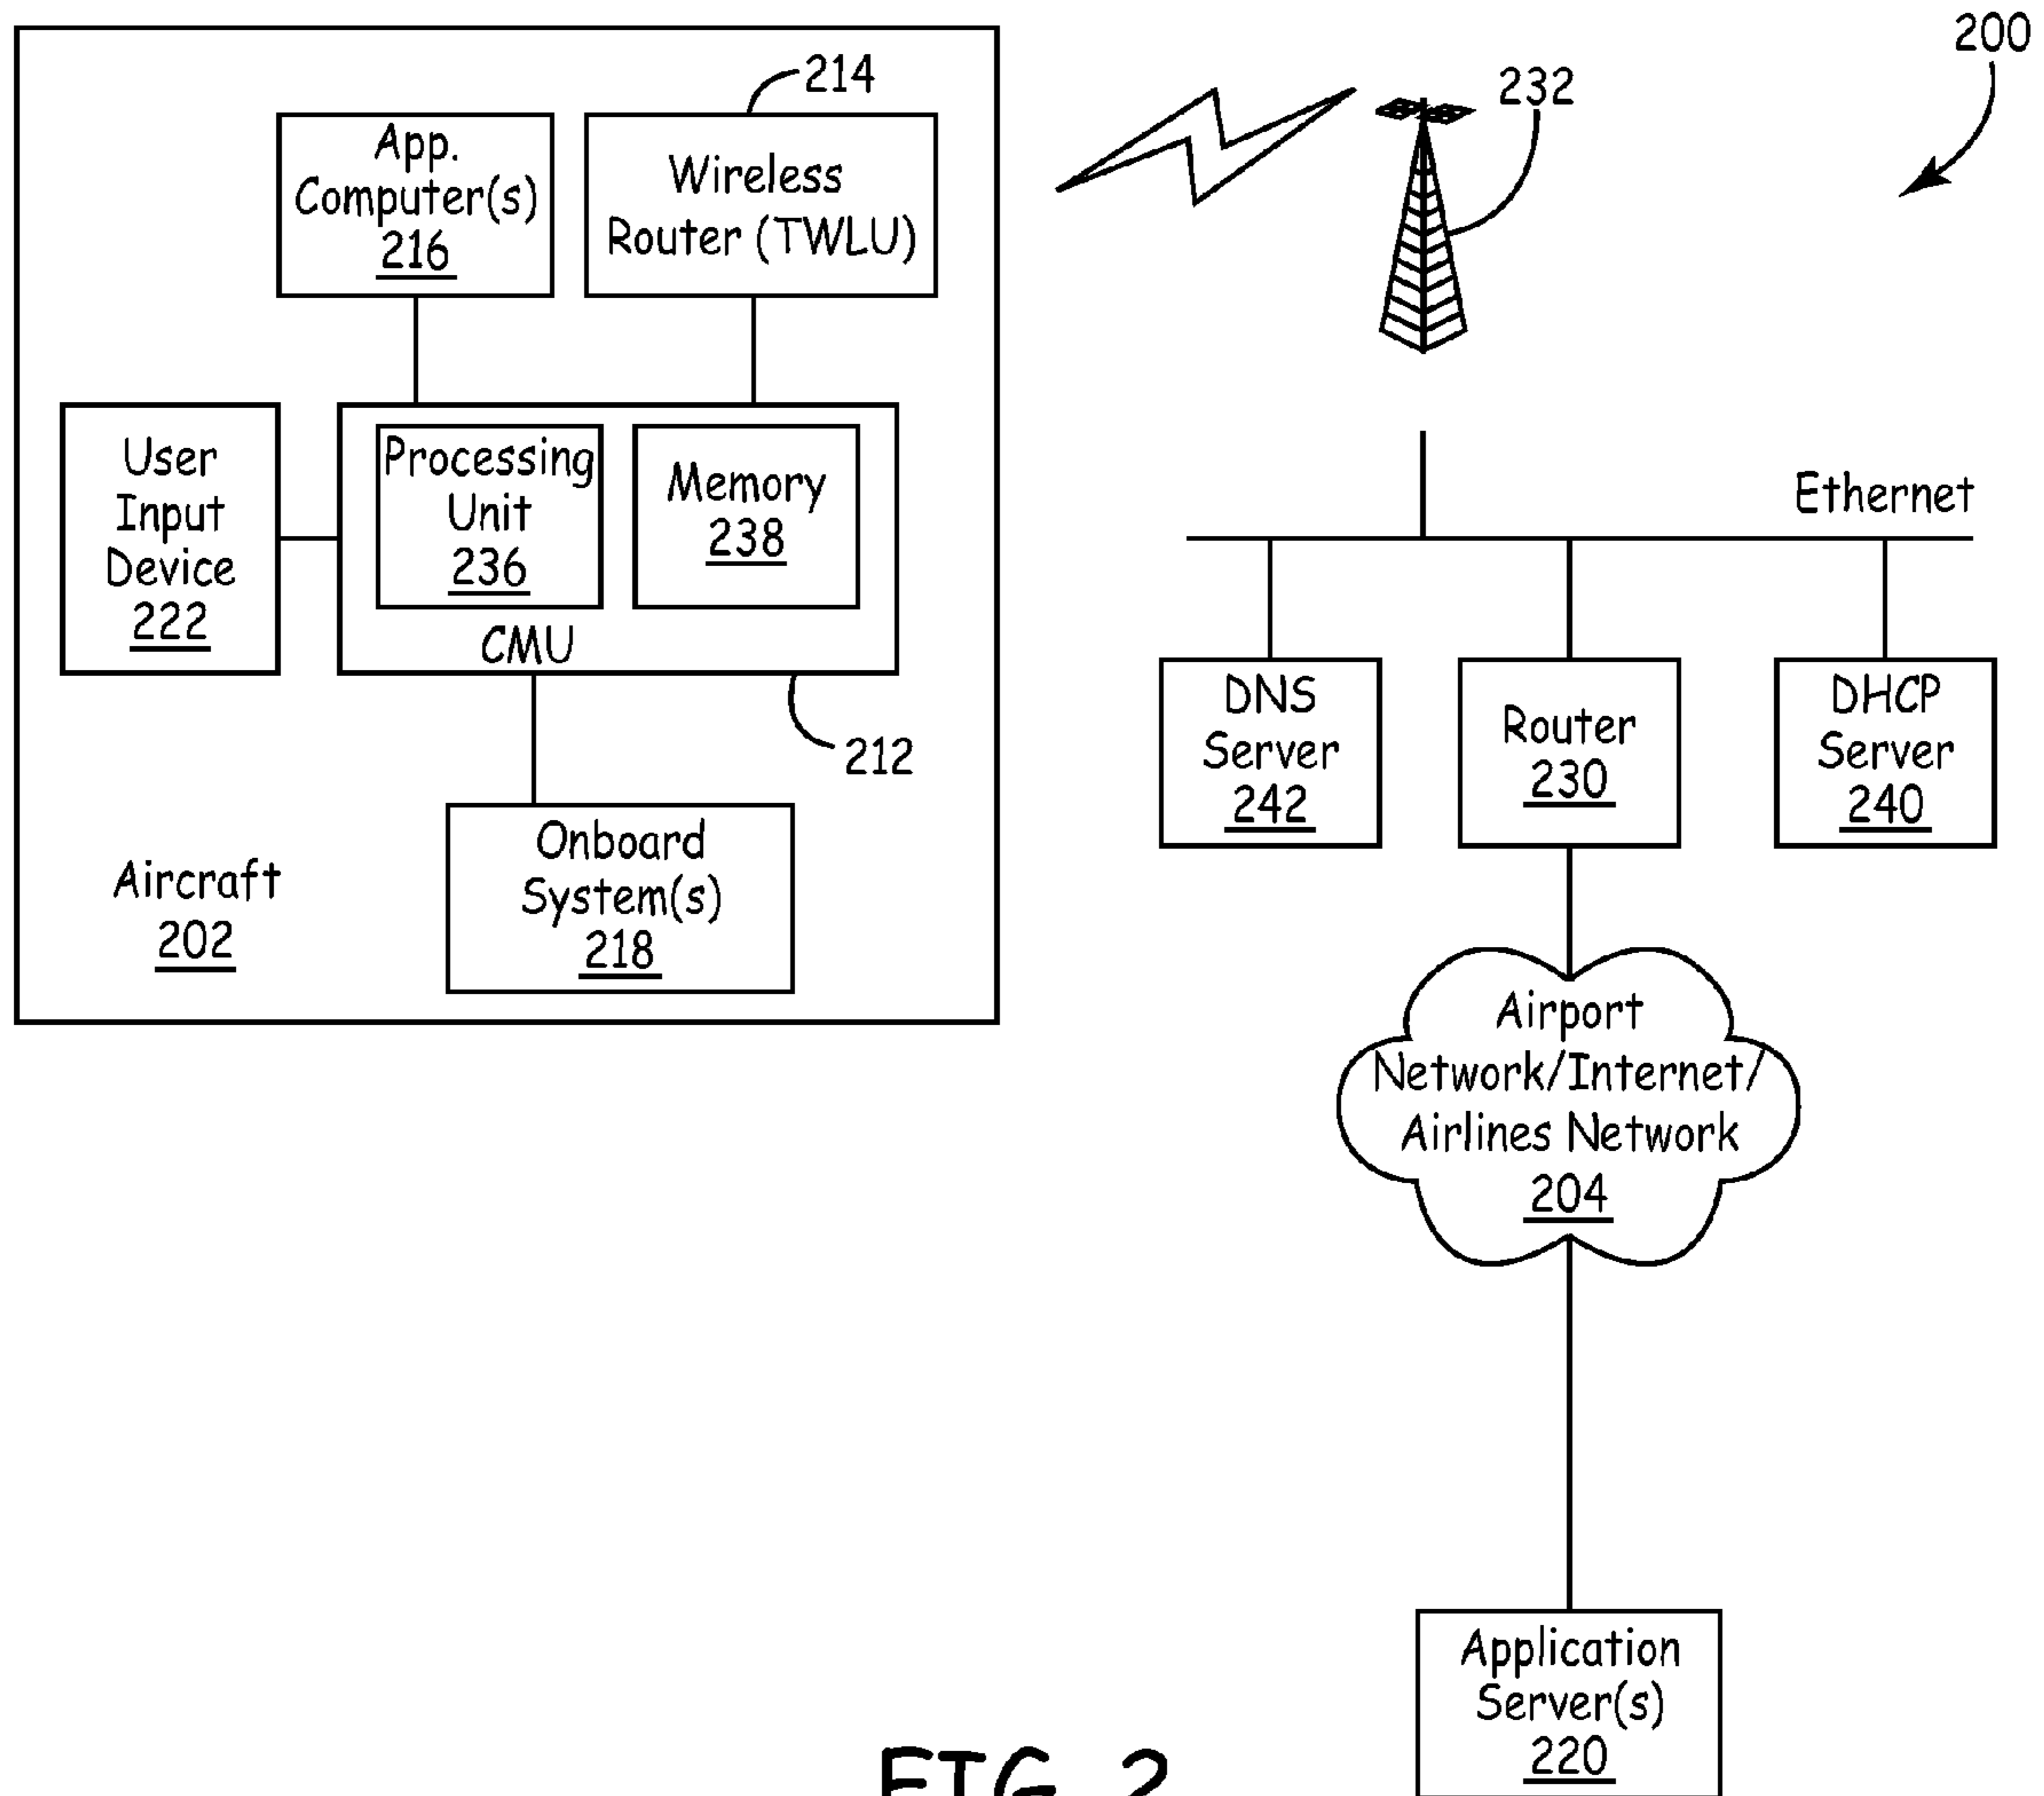 200
232
214
App.
Computer(s)
216
Wireless
Router (TWLU)
User
Input
Device
222
Processing
Unit
236
Memory
238
CMU
212
Onboard
System(s)
218
Aircraft
202
Ethernet
DNS
Server
242
Router
230
DHCP
Server
240
Airport
Network/Internet/
Airlines Network
204
Application
Server(s)
220
FIG. 2